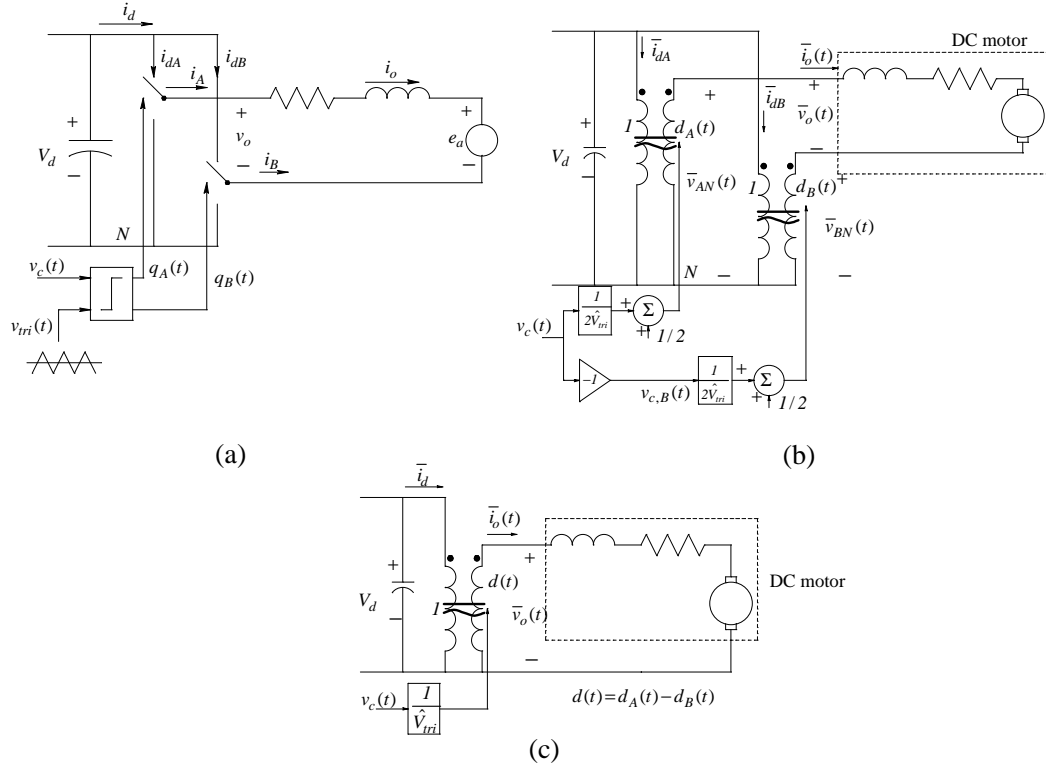 i_d
i_dA
i_A
i_dB
i_o
+
V_d
−
+
v_o
−
+
e_a
−
i_B
N
v_c(t)
q_A(t)
q_B(t)
v_tri(t)
(a)
DC motor
i̅_dA
i̅_o(t)
i̅_dB
+
v̅_o(t)
−
+
V_d
−
1
d_A(t)
v̅_AN(t)
1
d_B(t)
+
v̅_BN(t)
N
−
−
v_c(t)
1
2V̂_tri
+
Σ
+
1/2
−1
v_c,B(t)
1
2V̂_tri
+
Σ
+
1/2
(b)
i̅_d
i̅_o(t)
+
V_d
−
1
d(t)
+
v̅_o(t)
−
DC motor
v_c(t)
1
V̂_tri
d(t)=d_A(t)−d_B(t)
(c)